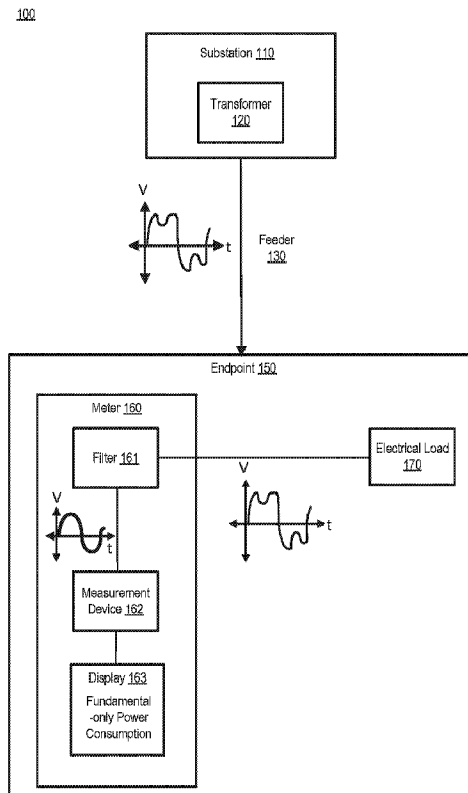 100
Substation 110
Transformer
120
V
t
Feeder
130
Endpoint 150
Meter 160
Filter 161
Electrical Load
170
V
t
V
t
Measurement
Device 162
Display 163
Fundamental
-only Power
Consumption